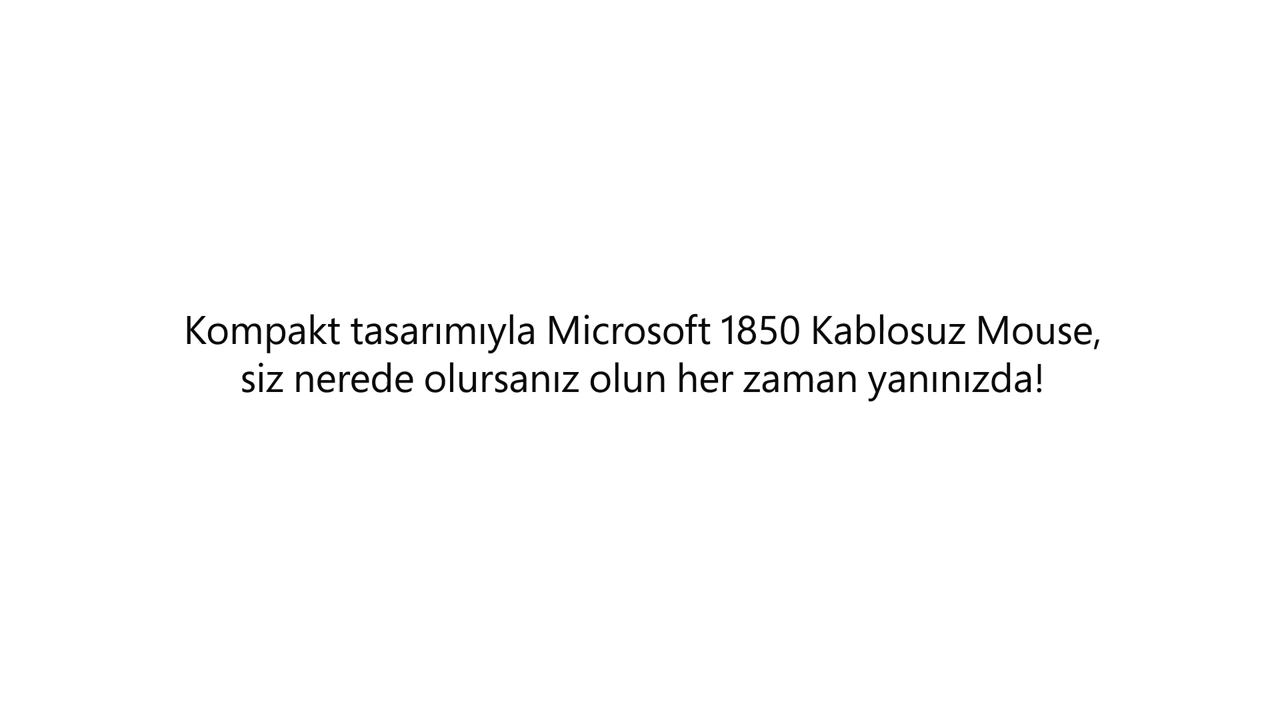 Kompakt tasarımıyla Microsoft 1850 Kablosuz Mouse,
siz nerede olursanız olun her zaman yanınızda!